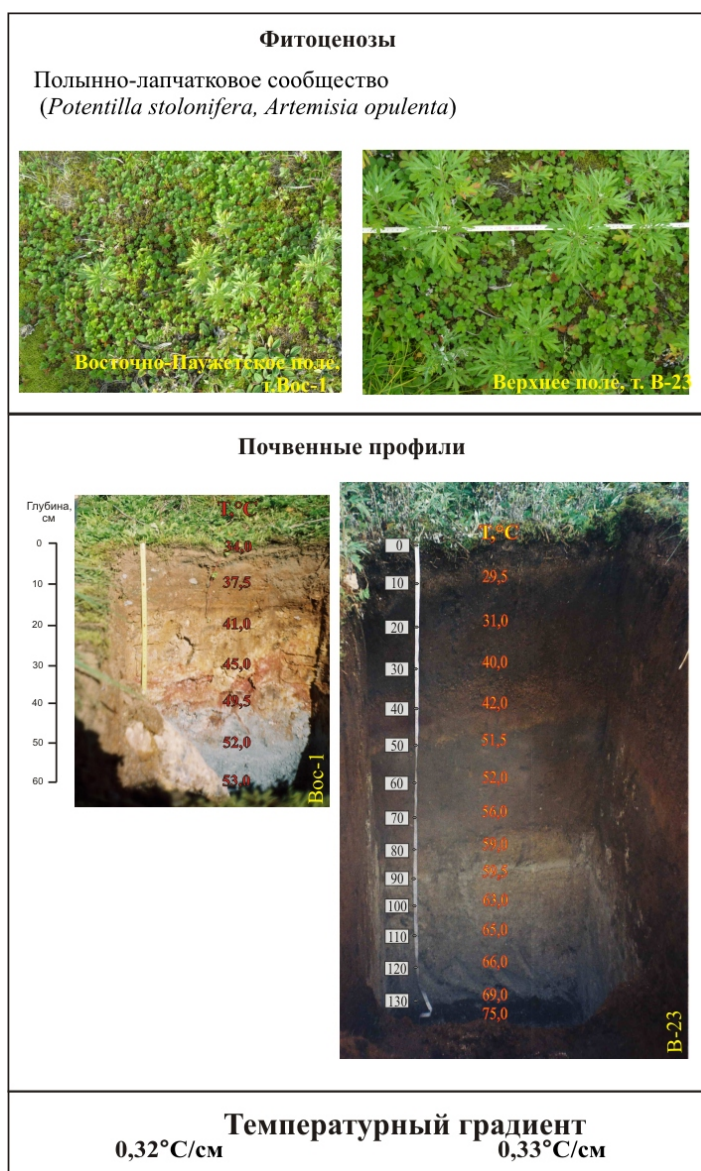 Фитоценозы
Полынно-лапчатковое сообщество
(Potentilla stolonifera, Artemisia opulenta)
Восточно-Паужетское поле,
т.Вос-1
Верхнее поле, т. В-23
Почвенные профили
Глубина,
см
0
10
20
30
40
50
60
T,°C
34,0
37,5
41,0
45,0
49,5
52,0
53,0
Вос-1
T,°C
0
10
20
30
40
50
60
70
80
90
100
110
120
130
29,5
31,0
40,0
42,0
51,5
52,0
56,0
59,0
58,5
63,0
65,0
66,0
69,0
75,0
В-23
Температурный градиент
0,32°С/см
0,33°С/см